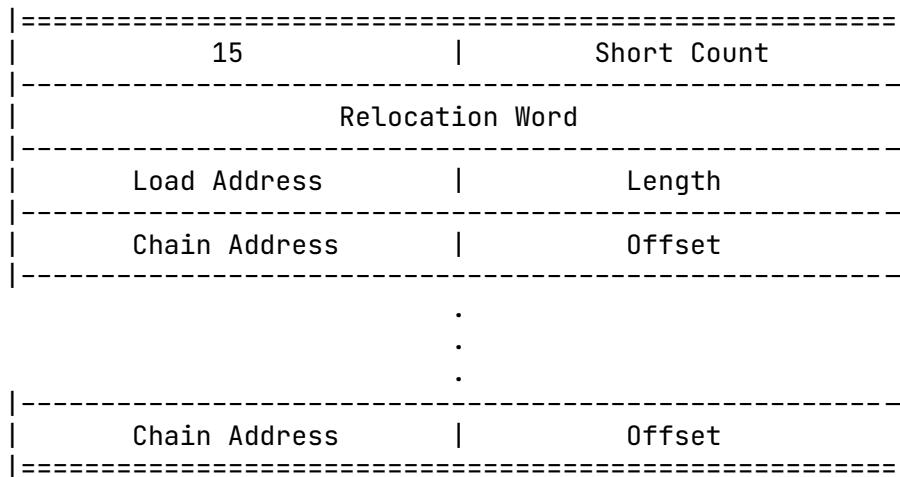 |=======================================================
| 15 | Short Count
|-------------------------------------------------------
| Relocation Word
|-------------------------------------------------------
| Load Address | Length
|-------------------------------------------------------
| Chain Address | Offset
|-------------------------------------------------------
.
.
.
|-------------------------------------------------------
| Chain Address | Offset
|=======================================================